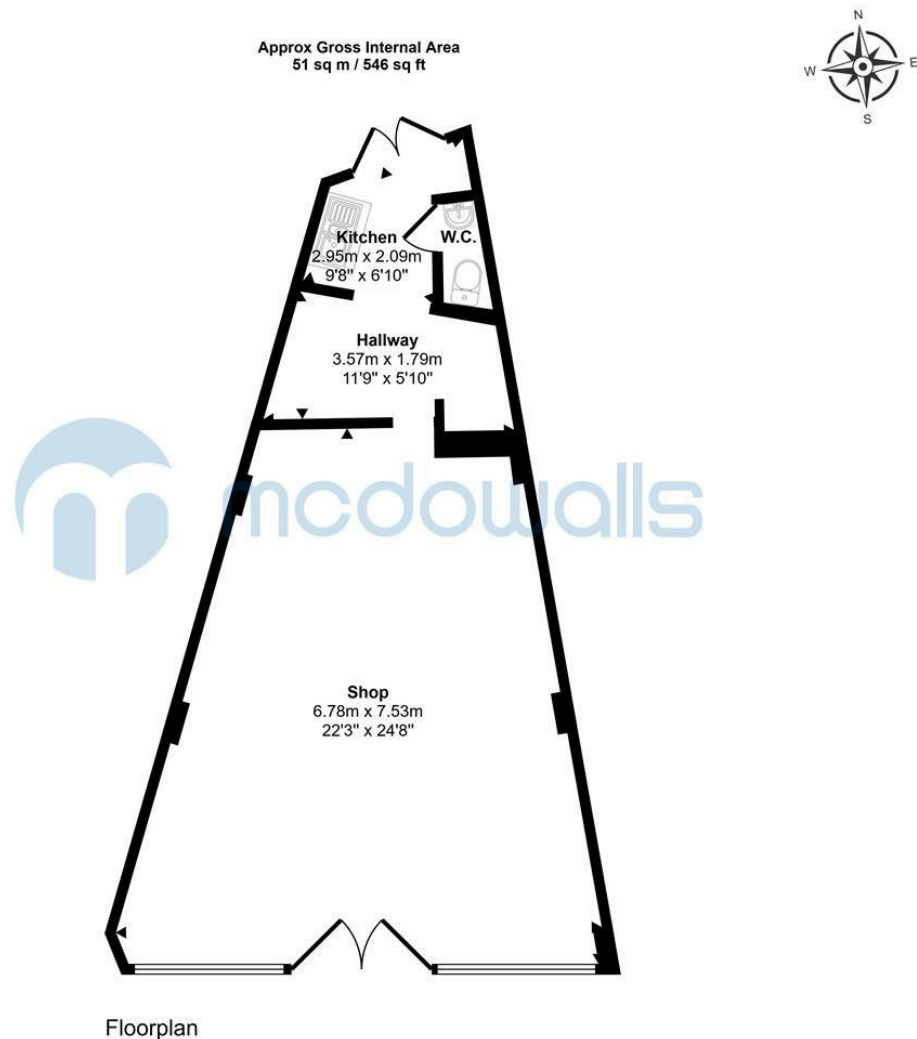 Approx Gross Internal Area
51 sq m / 546 sq ft
N
W
E
S
Kitchen
2.95m x 2.09m
9'8" x 6'10"
W.C.
Hallway
3.57m x 1.79m
11'9" x 5'10"
mcdowalls
Shop
6.78m x 7.53m
22'3" x 24'8"
Floorplan